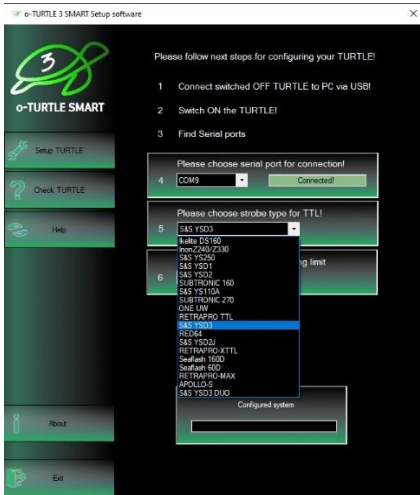 o-TURTLE 3 SMART Setup software
3
o-TURTLE SMART
Setup TURTLE
Check TURTLE
Help
About
Exit
Please follow next steps for configuring your TURTLE!
1 Connect switched OFF TURTLE to PC via USB!
2 Switch ON the TURTLE!
3 Find Serial ports
Please choose serial port for connection!
4 COM9 Connected!
Please choose strobe type for TTL!
5 S&S YSD3
Ikelite DS160
InonZ240/Z330
S&S YS250
S&S YSD1
S&S YSD2
SUBTRONIC 160
S&S YS110A
SUBTRONIC 270
ONE UW
RETRAPRO TTL
S&S YSD3
RED64
S&S YSD2J
RETRAPRO-XTTL
Seaflash 160D
Seaflash 60D
RETRAPRO-MAX
APOLLO-S
S&S YSD3 DUO
6 limit
Configured system